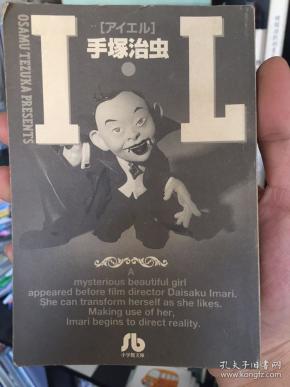 OSAMU TEZUKA PRESENTS
[アイエル]
I・L
手塚治虫
A
mysterious beautiful girl
appeared before film director Daisaku Imari.
She can transform herself as she likes.
Making use of her,
Imari begins to direct reality.
小学館文庫
孔夫子旧书网